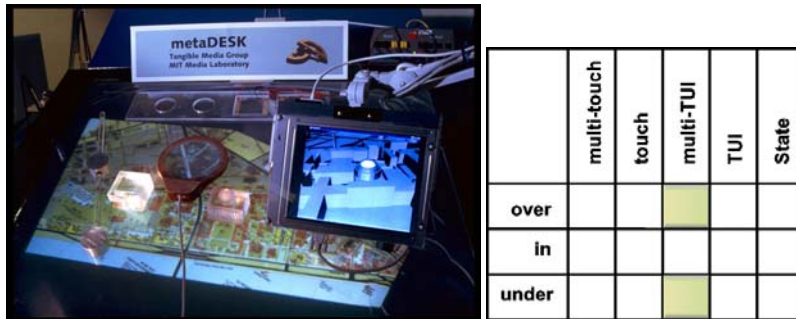 metaDESK
Tangible Media Group
MIT Media Laboratory
multi-touch
touch
multi-TUI
TUI
State
over
in
under